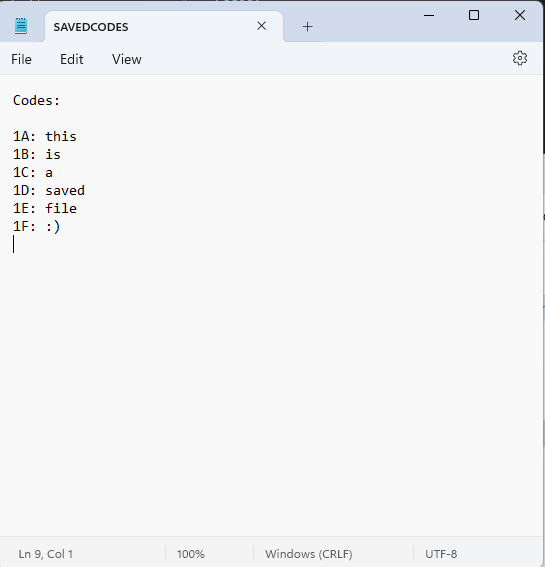 SAVEDCODES
File Edit View
Codes:
1A: this
1B: is
1C: a
1D: saved
1E: file
1F: :)
Ln 9, Col 1 100% Windows (CRLF) UTF-8